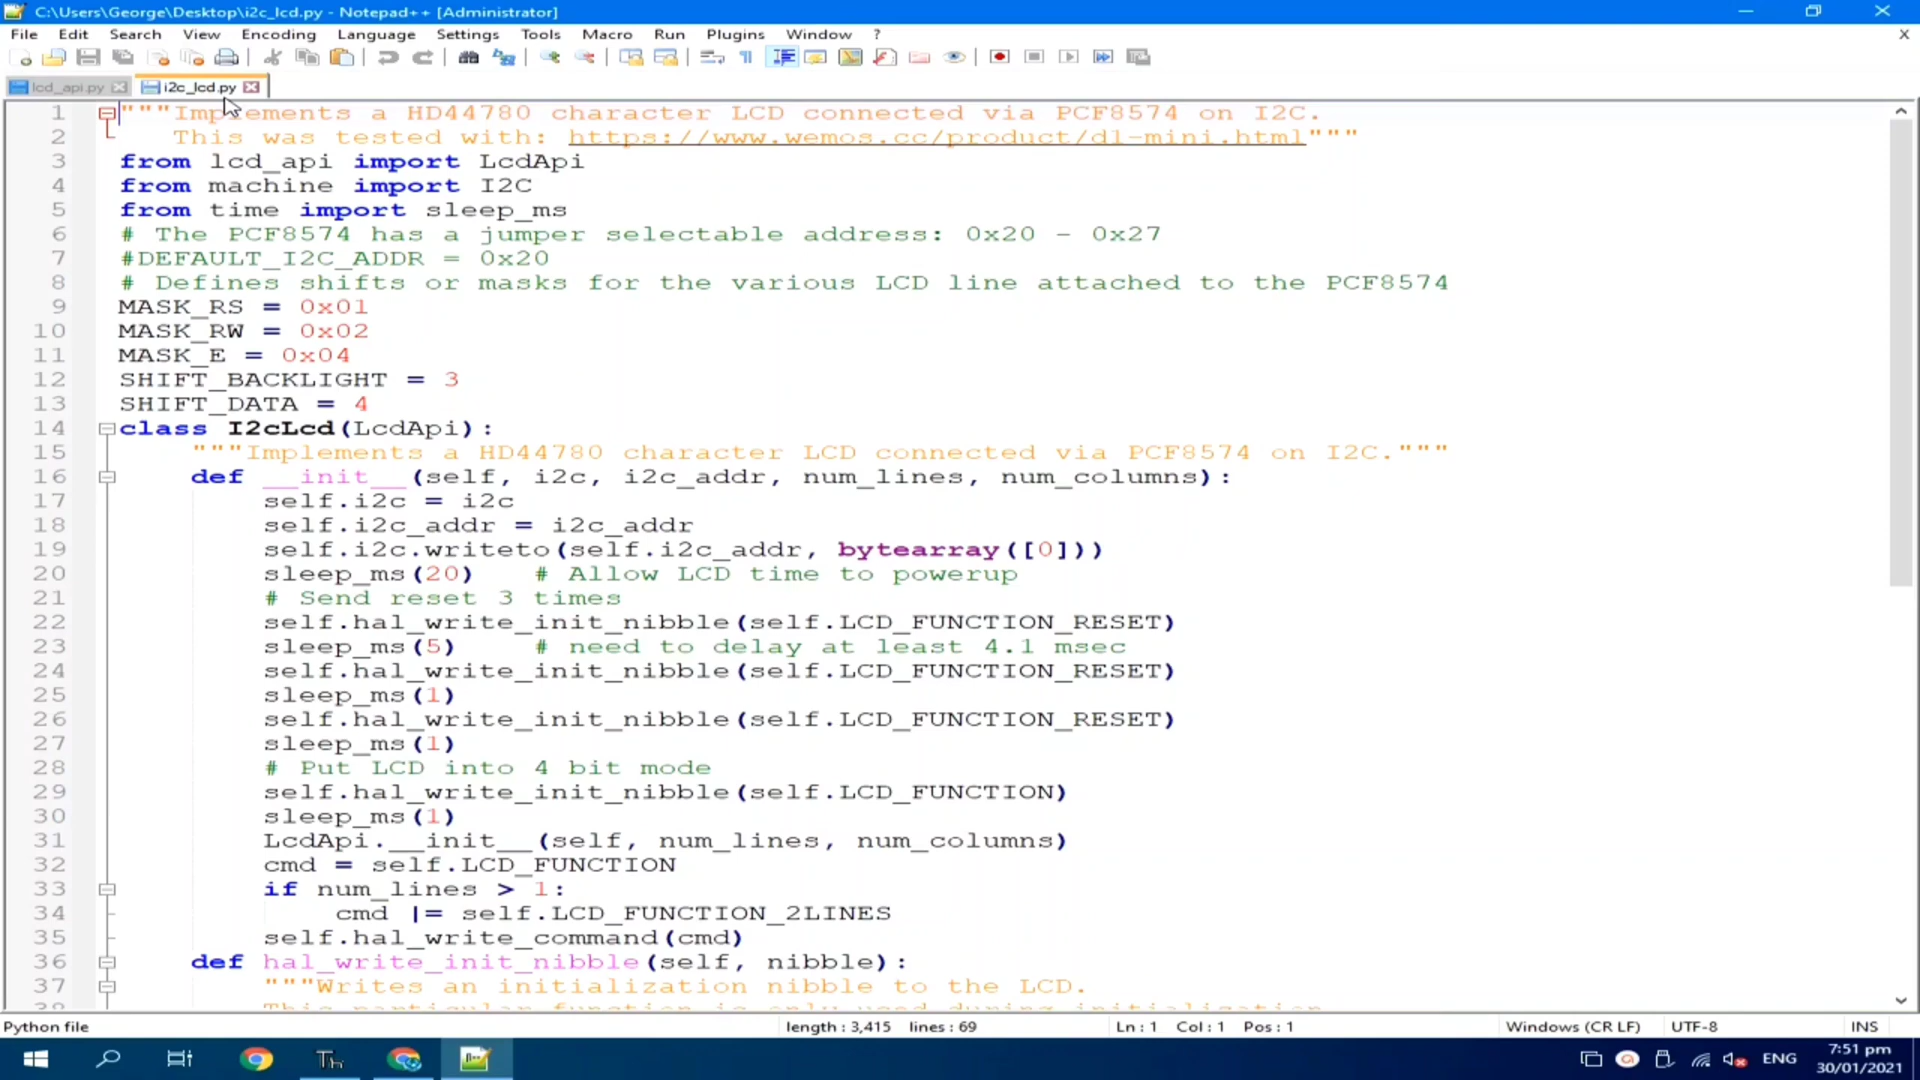 C:\Users\George\Desktop\i2c_lcd.py - Notepad++ [Administrator]
File Edit Search View Encoding Language Settings Tools Macro Run Plugins Window ? X
lcd_api.py i2c_lcd.py
1 """Implements a HD44780 character LCD connected via PCF8574 on I2C.
2 This was tested with: https://www.wemos.cc/product/d1-mini.html"""
3 from lcd_api import LcdApi
4 from machine import I2C
5 from time import sleep_ms
6 # The PCF8574 has a jumper selectable address: 0x20 - 0x27
7 #DEFAULT_I2C_ADDR = 0x20
8 # Defines shifts or masks for the various LCD line attached to the PCF8574
9 MASK_RS = 0x01
10 MASK_RW = 0x02
11 MASK_E = 0x04
12 SHIFT_BACKLIGHT = 3
13 SHIFT_DATA = 4
14 class I2cLcd(LcdApi):
15 """Implements a HD44780 character LCD connected via PCF8574 on I2C."""
16 def __init__(self, i2c, i2c_addr, num_lines, num_columns):
17 self.i2c = i2c
18 self.i2c_addr = i2c_addr
19 self.i2c.writeto(self.i2c_addr, bytearray([0]))
20 sleep_ms(20) # Allow LCD time to powerup
21 # Send reset 3 times
22 self.hal_write_init_nibble(self.LCD_FUNCTION_RESET)
23 sleep_ms(5) # need to delay at least 4.1 msec
24 self.hal_write_init_nibble(self.LCD_FUNCTION_RESET)
25 sleep_ms(1)
26 self.hal_write_init_nibble(self.LCD_FUNCTION_RESET)
27 sleep_ms(1)
28 # Put LCD into 4 bit mode
29 self.hal_write_init_nibble(self.LCD_FUNCTION)
30 sleep_ms(1)
31 LcdApi.__init__(self, num_lines, num_columns)
32 cmd = self.LCD_FUNCTION
33 if num_lines > 1:
34 cmd |= self.LCD_FUNCTION_2LINES
35 self.hal_write_command(cmd)
36 def hal_write_init_nibble(self, nibble):
37 """Writes an initialization nibble to the LCD.
38 This particular function is only used during initialization
Python file length : 3,415 lines : 69 Ln : 1 Col : 1 Pos : 1 Windows (CR LF) UTF-8 INS
ENG 7:51 pm
30/01/2021